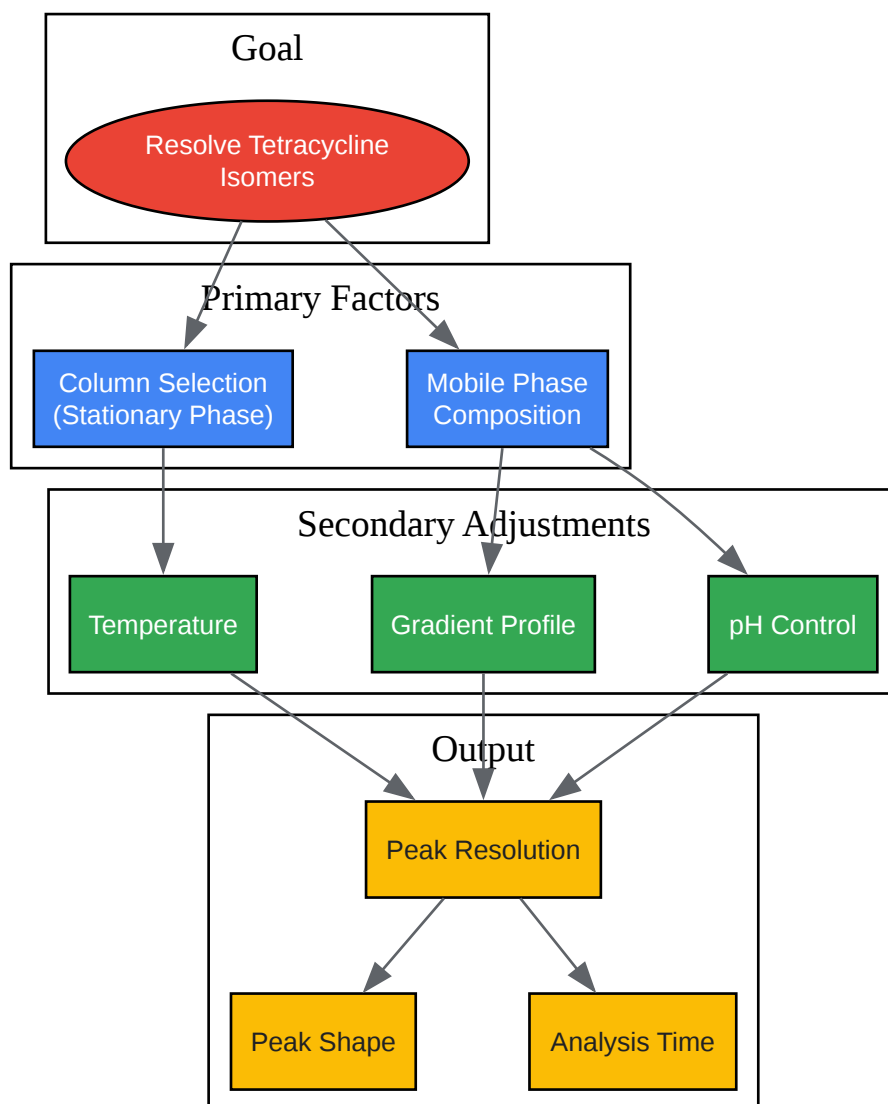 Goal
Resolve Tetracycline
Isomers
Primary Factors
Column Selection
(Stationary Phase)
Mobile Phase
Composition
Secondary Adjustments
Temperature
Gradient Profile
pH Control
Output
Peak Resolution
Peak Shape
Analysis Time